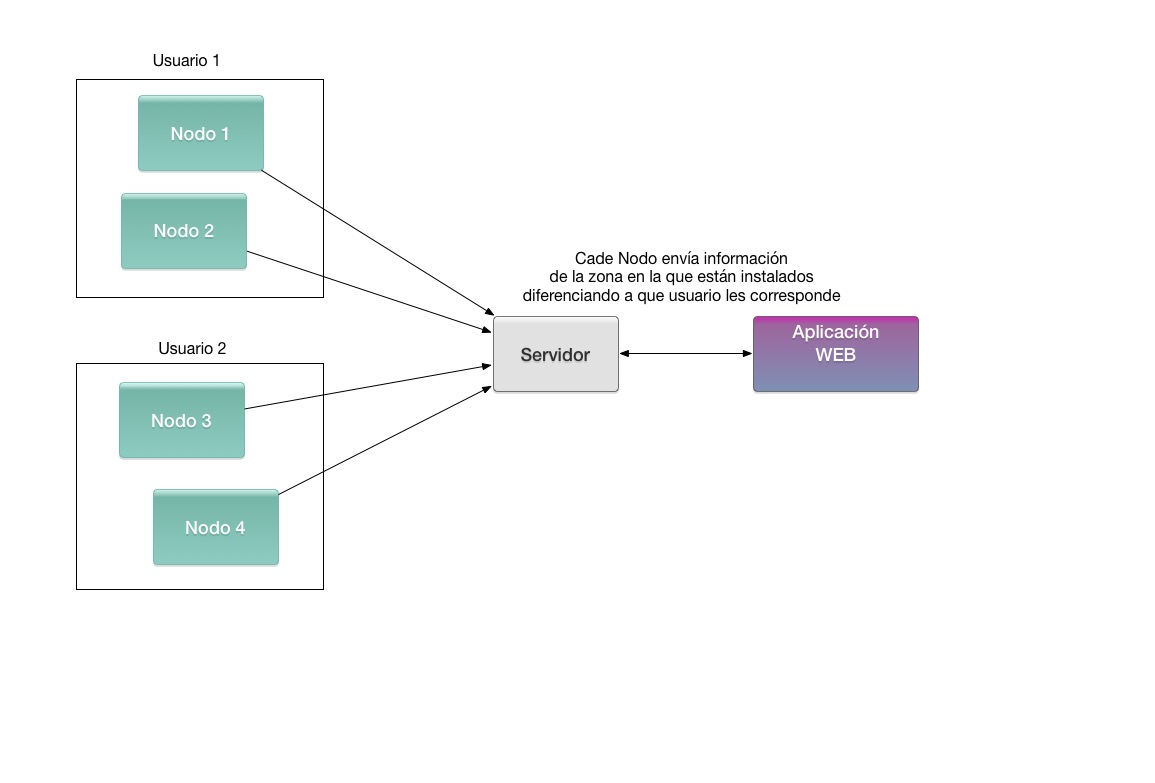 Usuario 1
Nodo 1
Nodo 2
Cade Nodo envía información
de la zona en la que están instalados
diferenciando a que usuario les corresponde
Servidor
Aplicación
WEB
Usuario 2
Nodo 3
Nodo 4